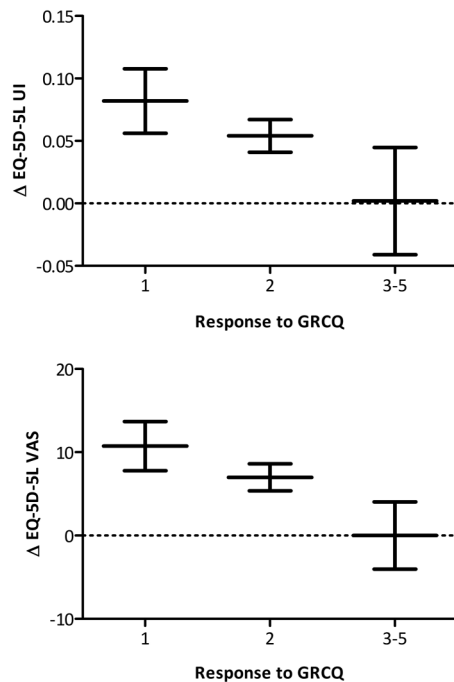 0.15
0.10
0.05
0.00
-0.05
Δ EQ-5D-5L UI
1 2 3-5
Response to GRCQ
20
10
0
-10
Δ EQ-5D-5L VAS
1 2 3-5
Response to GRCQ